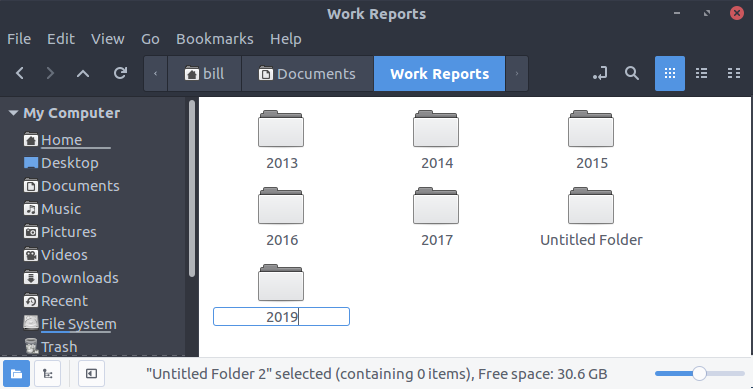 Work Reports
File Edit View Go Bookmarks Help
bill Documents Work Reports
My Computer
Home
Desktop
Documents
Music
Pictures
Videos
Downloads
Recent
File System
Trash
2013 2014 2015
2016 2017 Untitled Folder
2019
"Untitled Folder 2" selected (containing 0 items), Free space: 30.6 GB